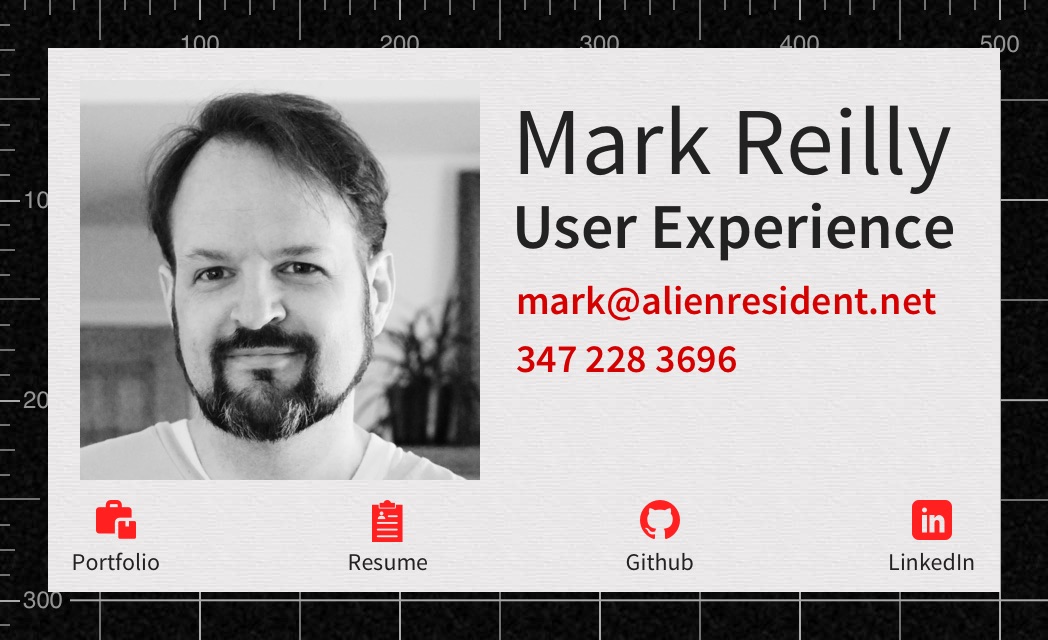 100 200 300 400 500
Mark Reilly
User Experience
mark@alienresident.net
347 228 3696
10
20
Portfolio Resume Github LinkedIn
300